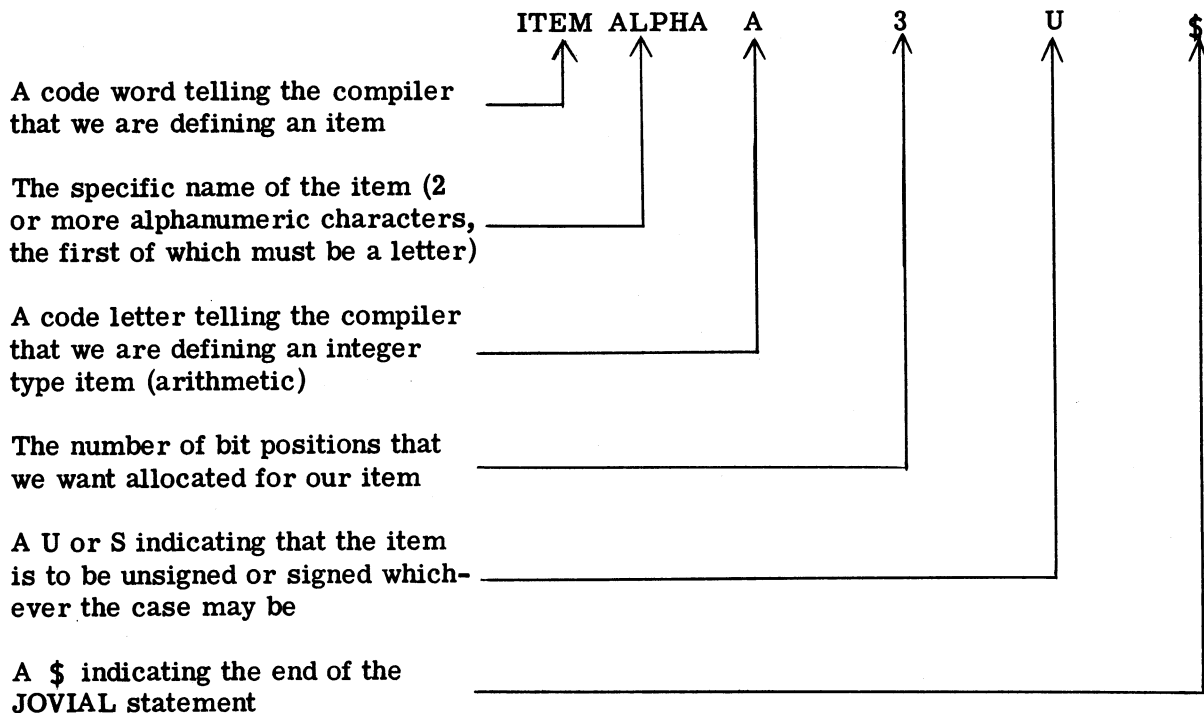 ITEM ALPHA A 3 U $
A code word telling the compiler
that we are defining an item
The specific name of the item (2
or more alphanumeric characters,
the first of which must be a letter)
A code letter telling the compiler
that we are defining an integer
type item (arithmetic)
The number of bit positions that
we want allocated for our item
A U or S indicating that the item
is to be unsigned or signed which-
ever the case may be
A $ indicating the end of the
JOVIAL statement